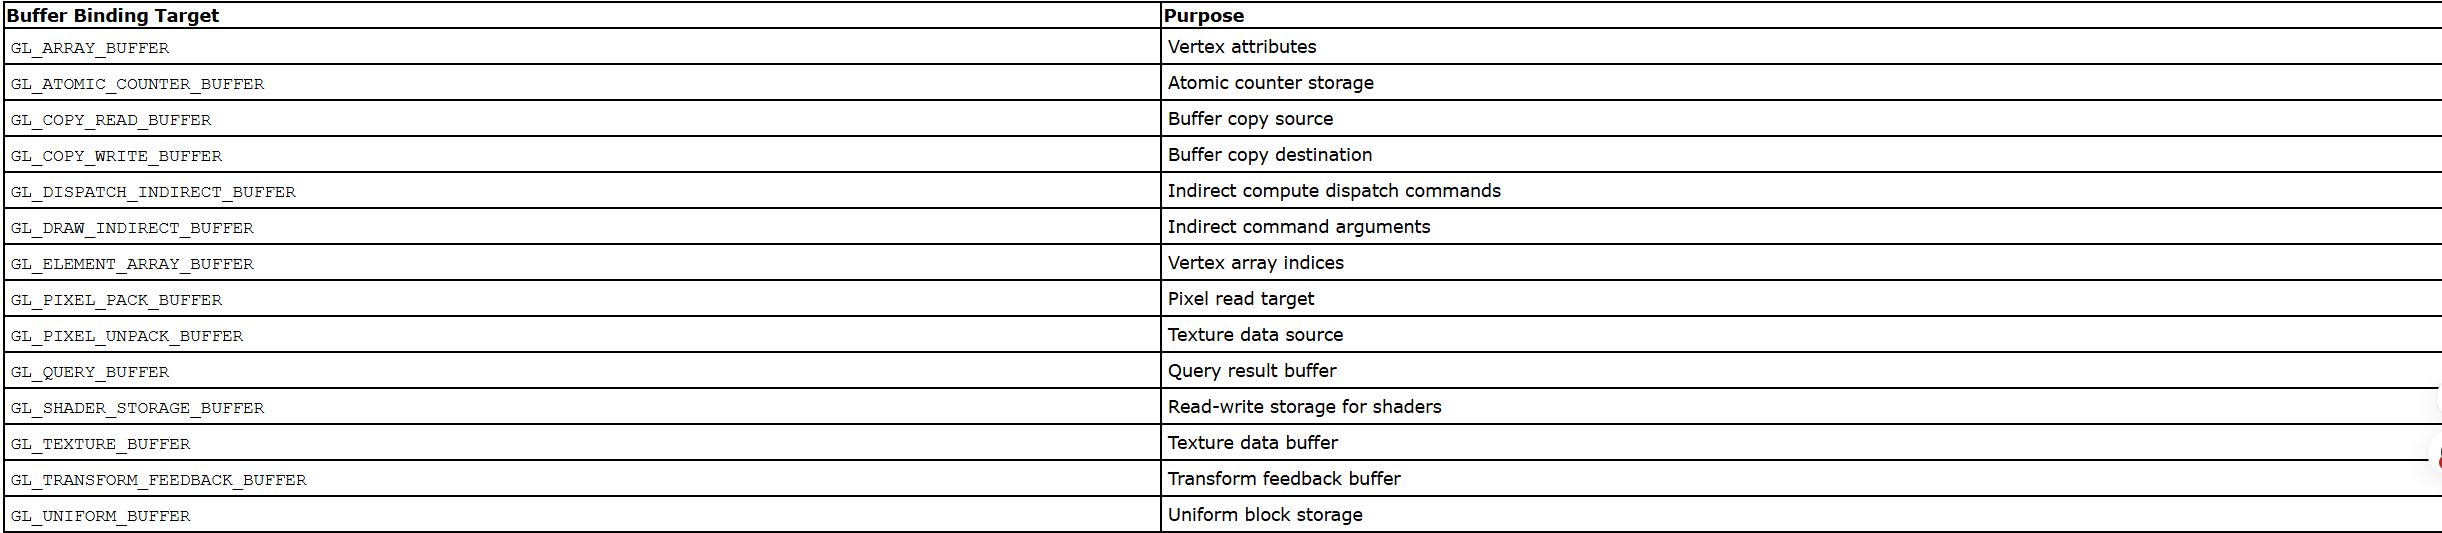 Buffer Binding Target Purpose
GL_ARRAY_BUFFER Vertex attributes
GL_ATOMIC_COUNTER_BUFFER Atomic counter storage
GL_COPY_READ_BUFFER Buffer copy source
GL_COPY_WRITE_BUFFER Buffer copy destination
GL_DISPATCH_INDIRECT_BUFFER Indirect compute dispatch commands
GL_DRAW_INDIRECT_BUFFER Indirect command arguments
GL_ELEMENT_ARRAY_BUFFER Vertex array indices
GL_PIXEL_PACK_BUFFER Pixel read target
GL_PIXEL_UNPACK_BUFFER Texture data source
GL_QUERY_BUFFER Query result buffer
GL_SHADER_STORAGE_BUFFER Read-write storage for shaders
GL_TEXTURE_BUFFER Texture data buffer
GL_TRANSFORM_FEEDBACK_BUFFER Transform feedback buffer
GL_UNIFORM_BUFFER Uniform block storage